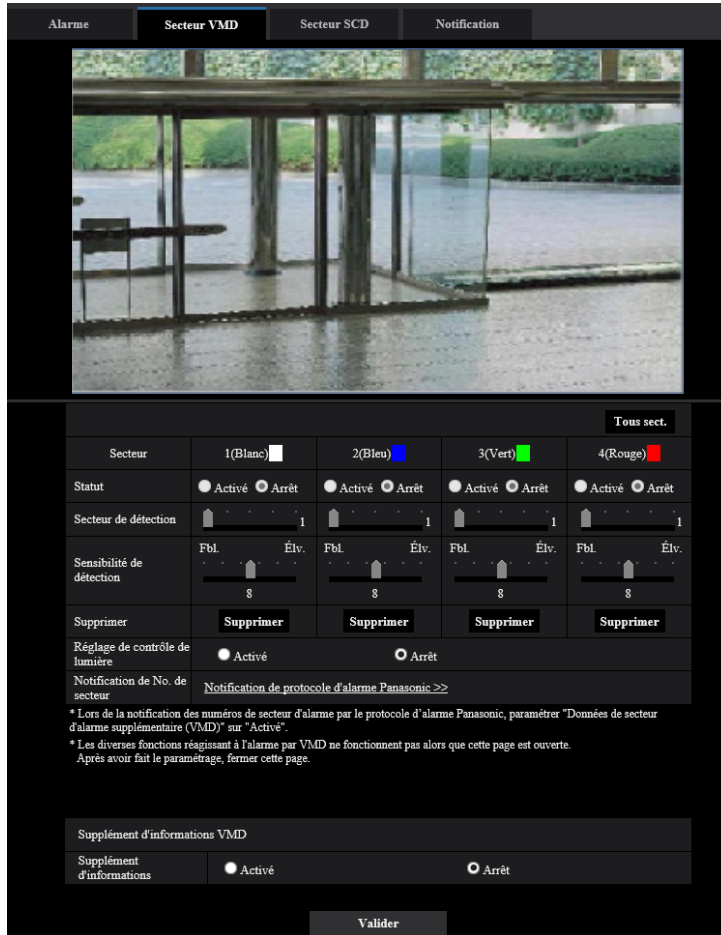 Alarme Secteur VMD Secteur SCD Notification
Tous sect.
Secteur 1(Blanc) 2(Bleu) 3(Vert) 4(Rouge)
Statut Activé Arrêt Activé Arrêt Activé Arrêt Activé Arrêt
Secteur de détection 1 1 1 1
Sensibilité de détection Fbl. Élv. Fbl. Élv. Fbl. Élv. Fbl. Élv.
8 8 8 8
Supprimer Supprimer Supprimer Supprimer Supprimer
Réglage de contrôle de
lumière Activé Arrêt
Notification de No. de
secteur Notification de protocole d'alarme Panasonic >>
* Lors de la notification des numéros de secteur d'alarme par le protocole d'alarme Panasonic, paramétrer "Données de secteur
d'alarme supplémentaire (VMD)" sur "Activé".
* Les diverses fonctions réagissant à l'alarme par VMD ne fonctionnent pas alors que cette page est ouverte.
Après avoir fait le paramétrage, fermer cette page.
Supplément d'informations VMD
Supplément
d'informations Activé Arrêt
Valider